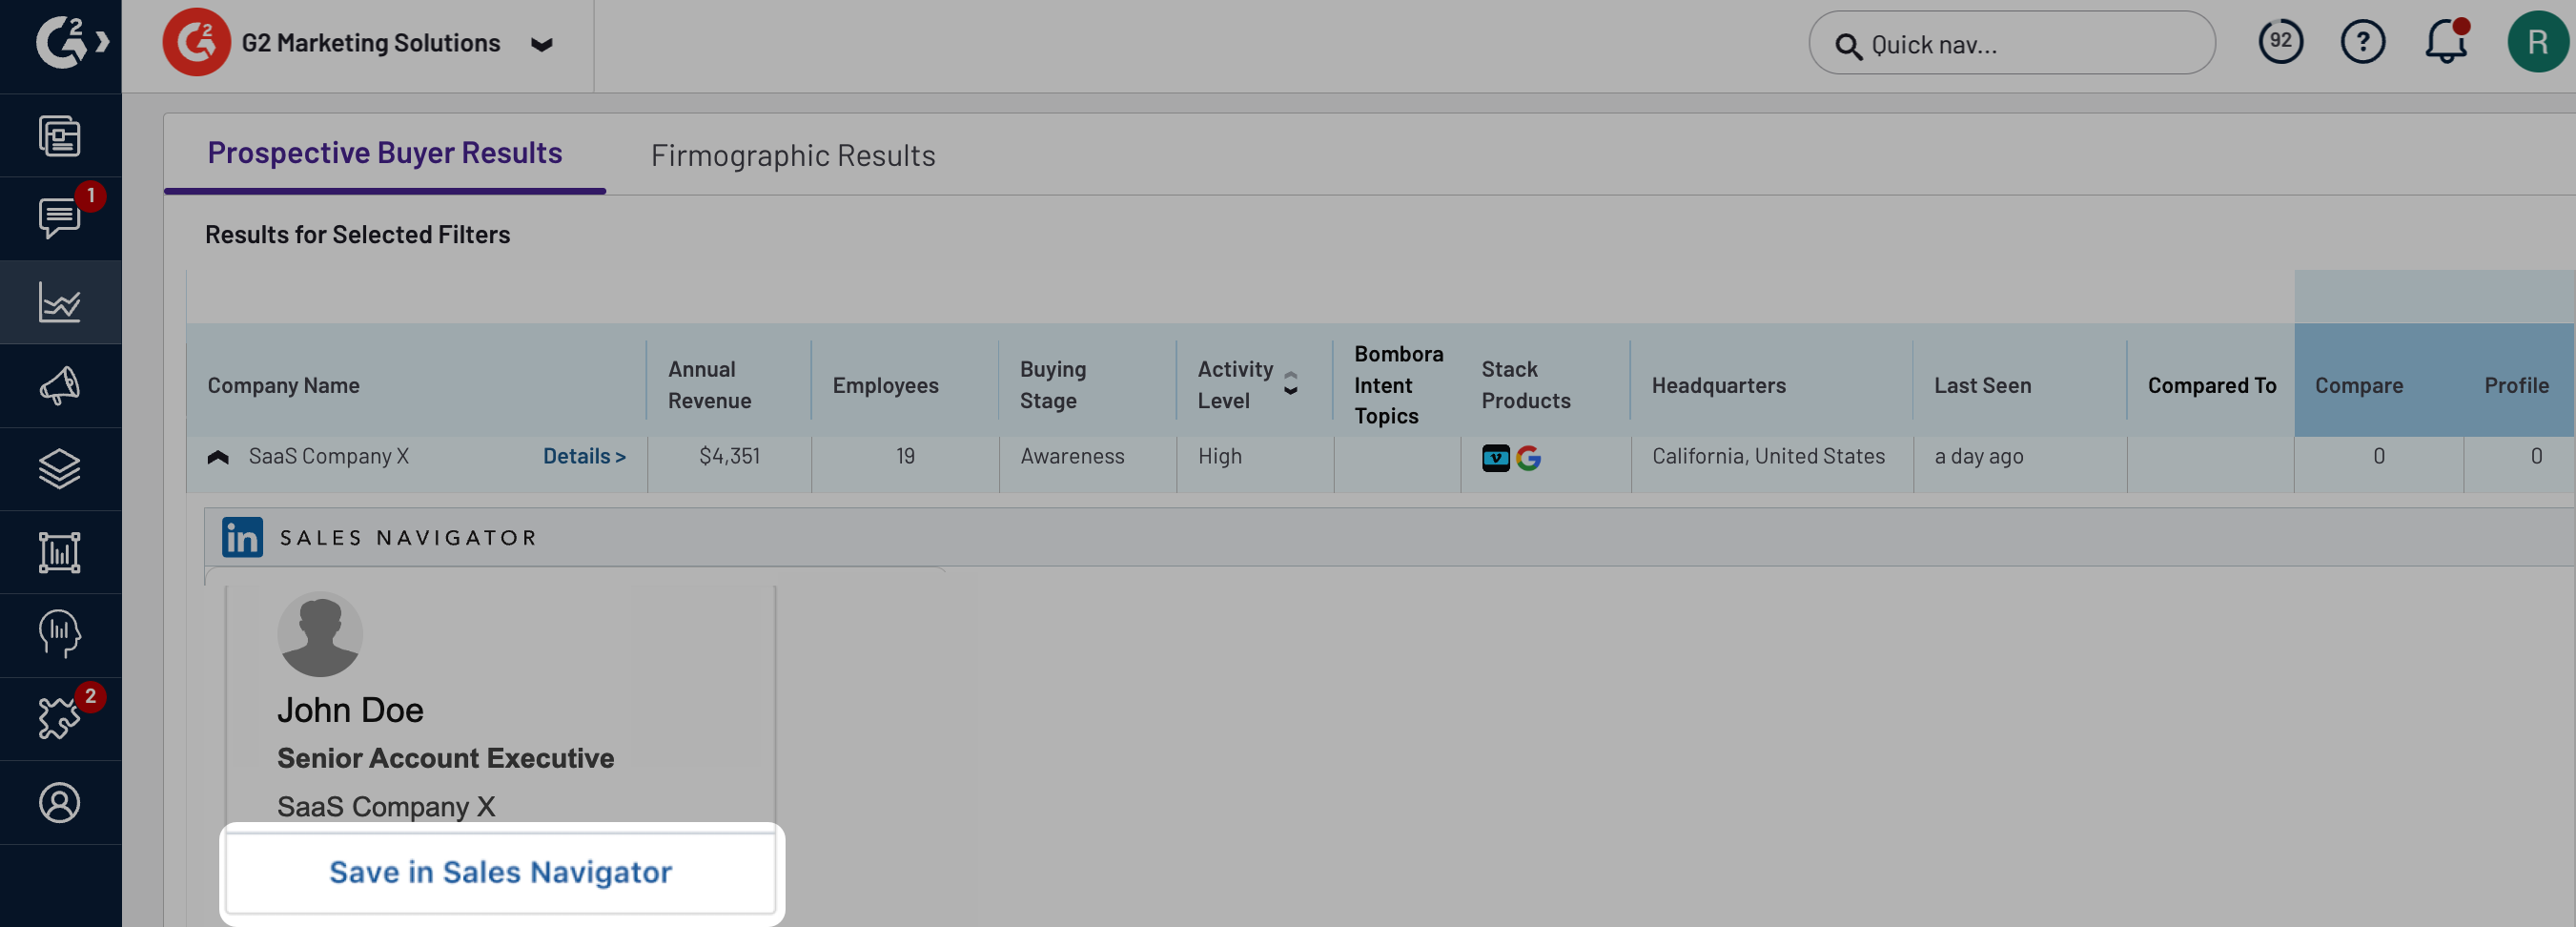 G2
G2 G2 Marketing Solutions
Quick nav...
92
?
R
Prospective Buyer Results
Firmographic Results
1
Results for Selected Filters
Company Name
Annual
Revenue
Employees
Buying
Stage
Activity
Level
Bombora
Intent
Topics
Stack
Products
Headquarters
Last Seen
Compared To
Compare
Profile
SaaS Company X Details > $4,351 19 Awareness High v G California, United States a day ago 0 0
in SALES NAVIGATOR
2
John Doe
Senior Account Executive
SaaS Company X
Save in Sales Navigator